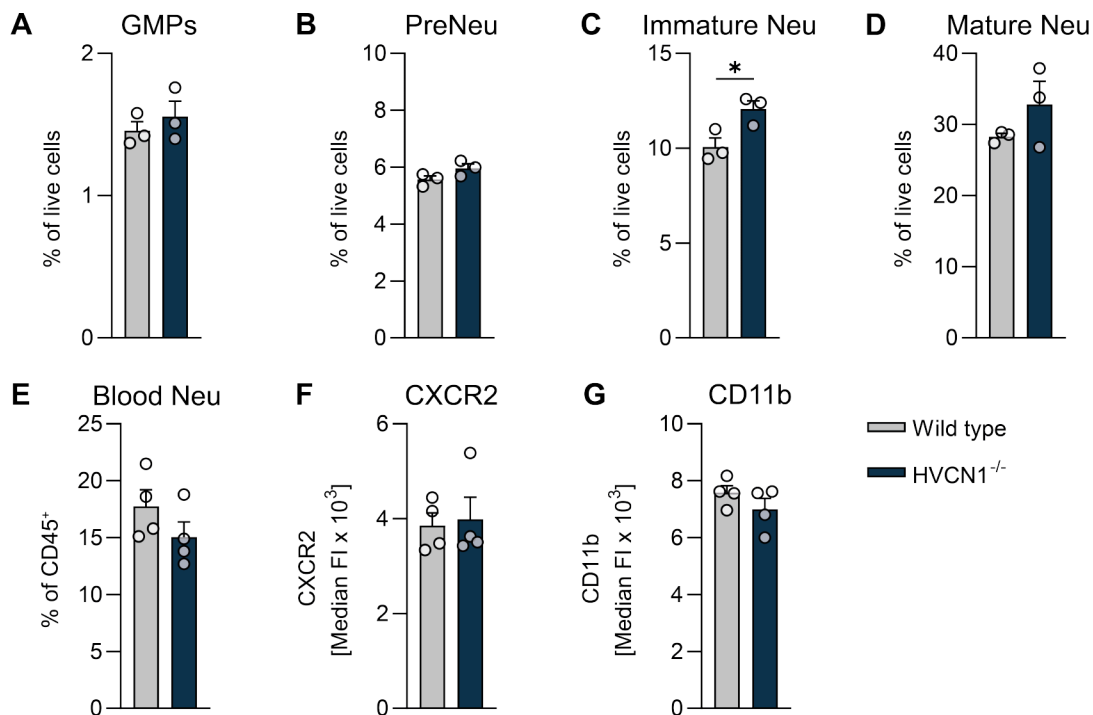 A GMPs
% of live cells
2
1
0
B PreNeu
% of live cells
10
8
6
4
2
0
C Immature Neu
% of live cells
15
10
5
0
*
D Mature Neu
% of live cells
40
30
20
10
0
E Blood Neu
% of CD45⁺
25
20
15
10
5
0
F CXCR2
CXCR2
[Median FI x 10³]
6
4
2
0
G CD11b
CD11b
[Median FI x 10³]
10
8
6
4
2
0
Wild type
HVCN1⁻/⁻